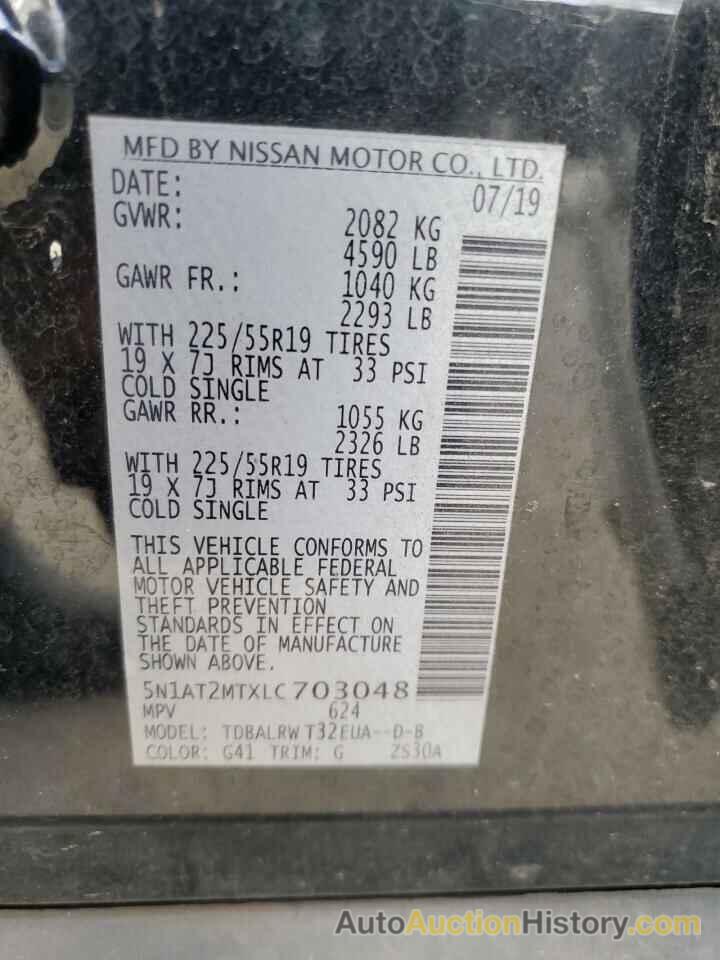 MFD BY NISSAN MOTOR CO., LTD.
DATE: 07/19
GVWR: 2082 KG
4590 LB
GAWR FR.: 1040 KG
2293 LB
WITH 225/55R19 TIRES
19 X 7J RIMS AT 33 PSI
COLD SINGLE
GAWR RR.: 1055 KG
2326 LB
WITH 225/55R19 TIRES
19 X 7J RIMS AT 33 PSI
COLD SINGLE
THIS VEHICLE CONFORMS TO
ALL APPLICABLE FEDERAL
MOTOR VEHICLE SAFETY AND
THEFT PREVENTION
STANDARDS IN EFFECT ON
THE DATE OF MANUFACTURE
SHOWN ABOVE.
5N1AT2MTXLC703048
MPV 624
MODEL: TDBALRW T32EUA--D-B
COLOR: G41 TRIM: G ZS30A
AutoAuctionHistory.com